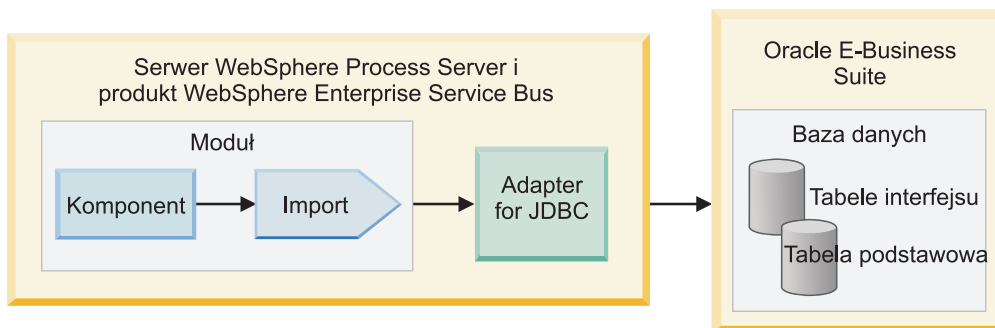 Serwer WebSphere Process Server i
produkt WebSphere Enterprise Service Bus
Moduł
Komponent
Import
Adapter
for JDBC
Oracle E-Business
Suite
Baza danych
Tabele interfejsu
Tabela podstawowa